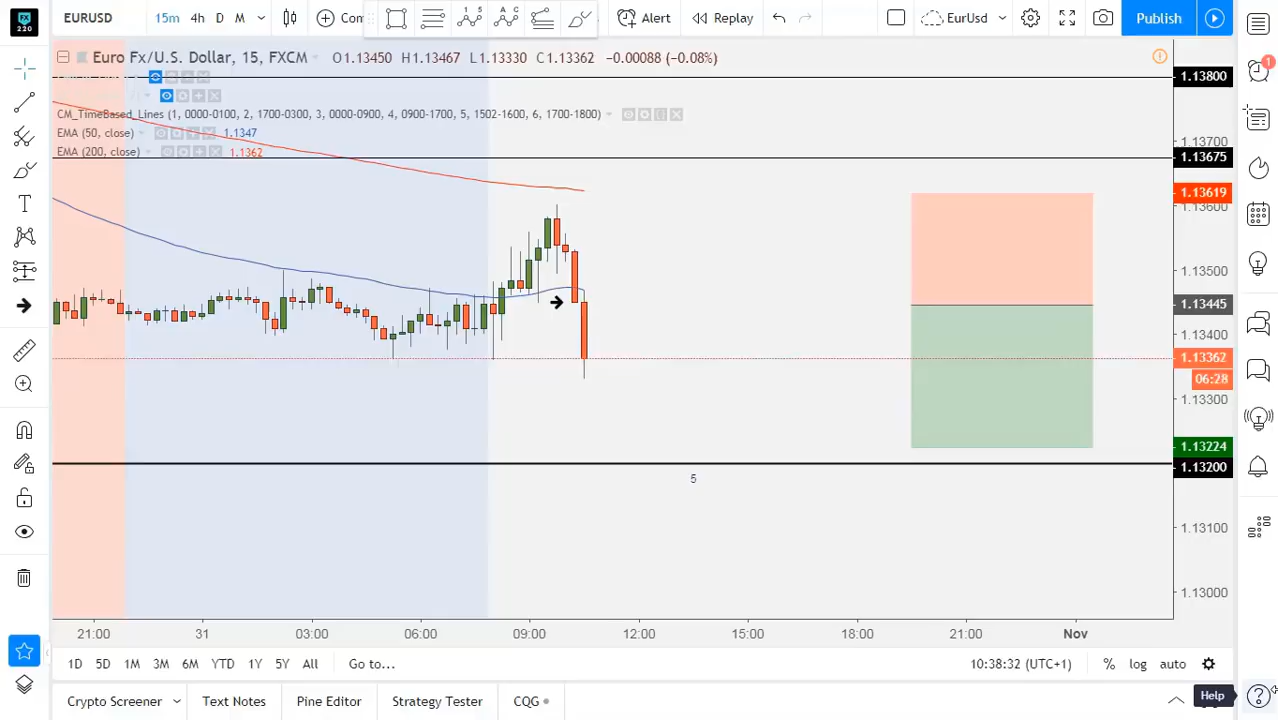 FX
220
EURUSD
15m 4h D M
Con
1 5
A C
Alert
Replay
EurUsd
Publish
Euro Fx/U.S. Dollar, 15, FXCM
O1.13450 H1.13467 L1.13330 C1.13362 −0.00088 (−0.08%)
CM_TimeBased_Lines (1, 0000-0100, 2, 1700-0300, 3, 0000-0900, 4, 0900-1700, 5, 1502-1600, 6, 1700-1800)
EMA (50, close) 1.1347
EMA (200, close) 1.1362
T
1
1.13800
1.13700
1.13675
1.13619
1.13600
1.13500
1.13445
1.13400
1.13362
06:28
1.13300
1.13224
1.13200
1.13100
1.13000
5
21:00 31 03:00 06:00 09:00 12:00 15:00 18:00 21:00 Nov
1D 5D 1M 3M 6M YTD 1Y 5Y All Go to...
10:38:32 (UTC+1) % log auto
Crypto Screener Text Notes Pine Editor Strategy Tester CQG
Help